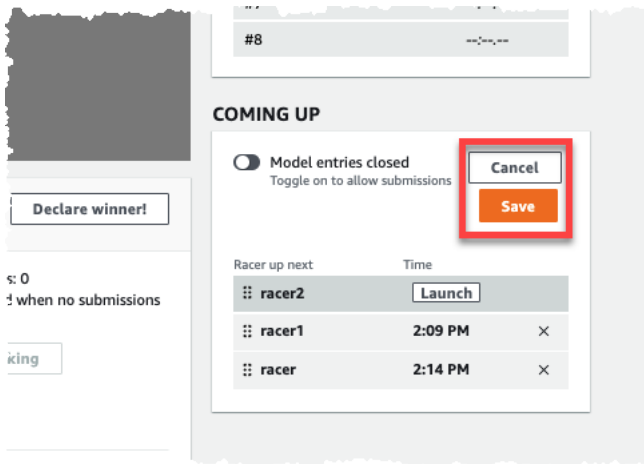 #8 --:--.--
COMING UP
Model entries closed
Toggle on to allow submissions
Cancel
Save
Declare winner!
s: 0
when no submissions
king
Racer up next Time
racer2 Launch
racer1 2:09 PM ×
racer 2:14 PM ×